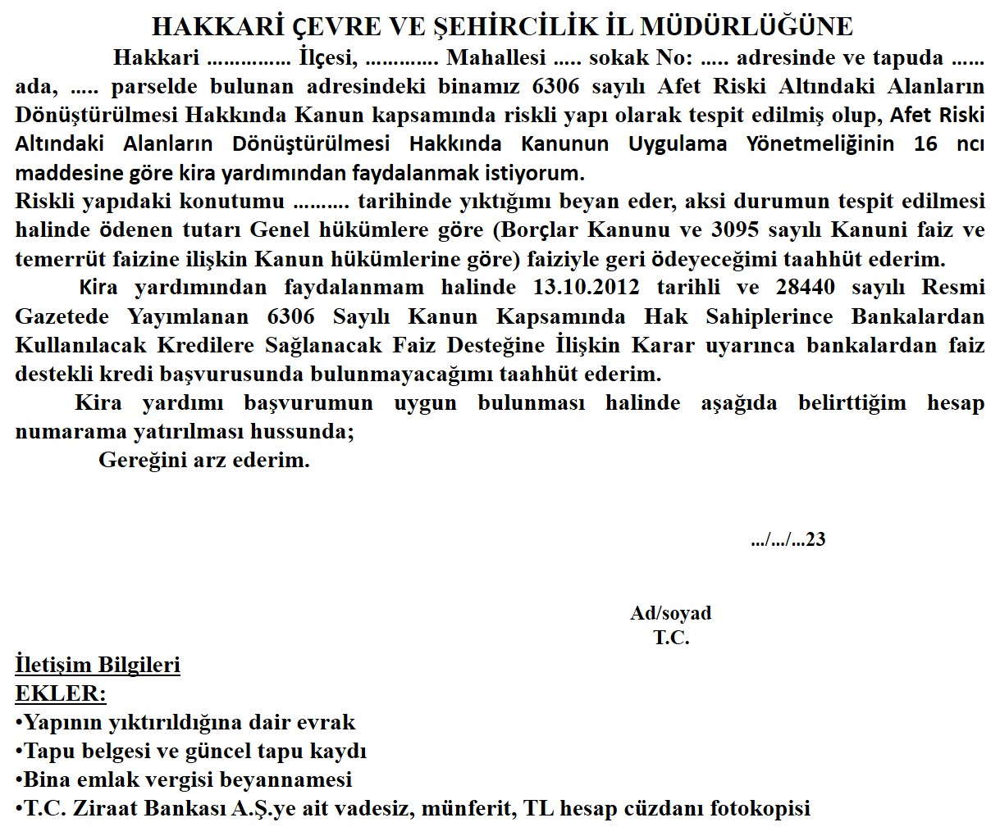 HAKKARİ ÇEVRE VE ŞEHİRCİLİK İL MÜDÜRLÜĞÜNE
Hakkari …………… İlçesi, …………. Mahallesi ….. sokak No: ….. adresinde ve tapuda ……
ada, ….. parselde bulunan adresindeki binamız 6306 sayılı Afet Riski Altındaki Alanların
Dönüştürülmesi Hakkında Kanun kapsamında riskli yapı olarak tespit edilmiş olup, Afet Riski
Altındaki Alanların Dönüştürülmesi Hakkında Kanunun Uygulama Yönetmeliğinin 16 ncı
maddesine göre kira yardımından faydalanmak istiyorum.
Riskli yapıdaki konutumu ………. tarihinde yıktığımı beyan eder, aksi durumun tespit edilmesi
halinde ödenen tutarı Genel hükümlere göre (Borçlar Kanunu ve 3095 sayılı Kanuni faiz ve
temerrüt faizine ilişkin Kanun hükümlerine göre) faiziyle geri ödeyeceğimi taahhüt ederim.
Kira yardımından faydalanmam halinde 13.10.2012 tarihli ve 28440 sayılı Resmi
Gazetede Yayımlanan 6306 Sayılı Kanun Kapsamında Hak Sahiplerince Bankalardan
Kullanılacak Kredilere Sağlanacak Faiz Desteğine İlişkin Karar uyarınca bankalardan faiz
destekli kredi başvurusunda bulunmayacağımı taahhüt ederim.
Kira yardımı başvurumun uygun bulunması halinde aşağıda belirttiğim hesap
numarama yatırılması hussunda;
Gereğini arz ederim.
…/…/…23
Ad/soyad
T.C.
İletişim Bilgileri
EKLER:
•Yapının yıktırıldığına dair evrak
•Tapu belgesi ve güncel tapu kaydı
•Bina emlak vergisi beyannamesi
•T.C. Ziraat Bankası A.Ş.ye ait vadesiz, münferit, TL hesap cüzdanı fotokopisi